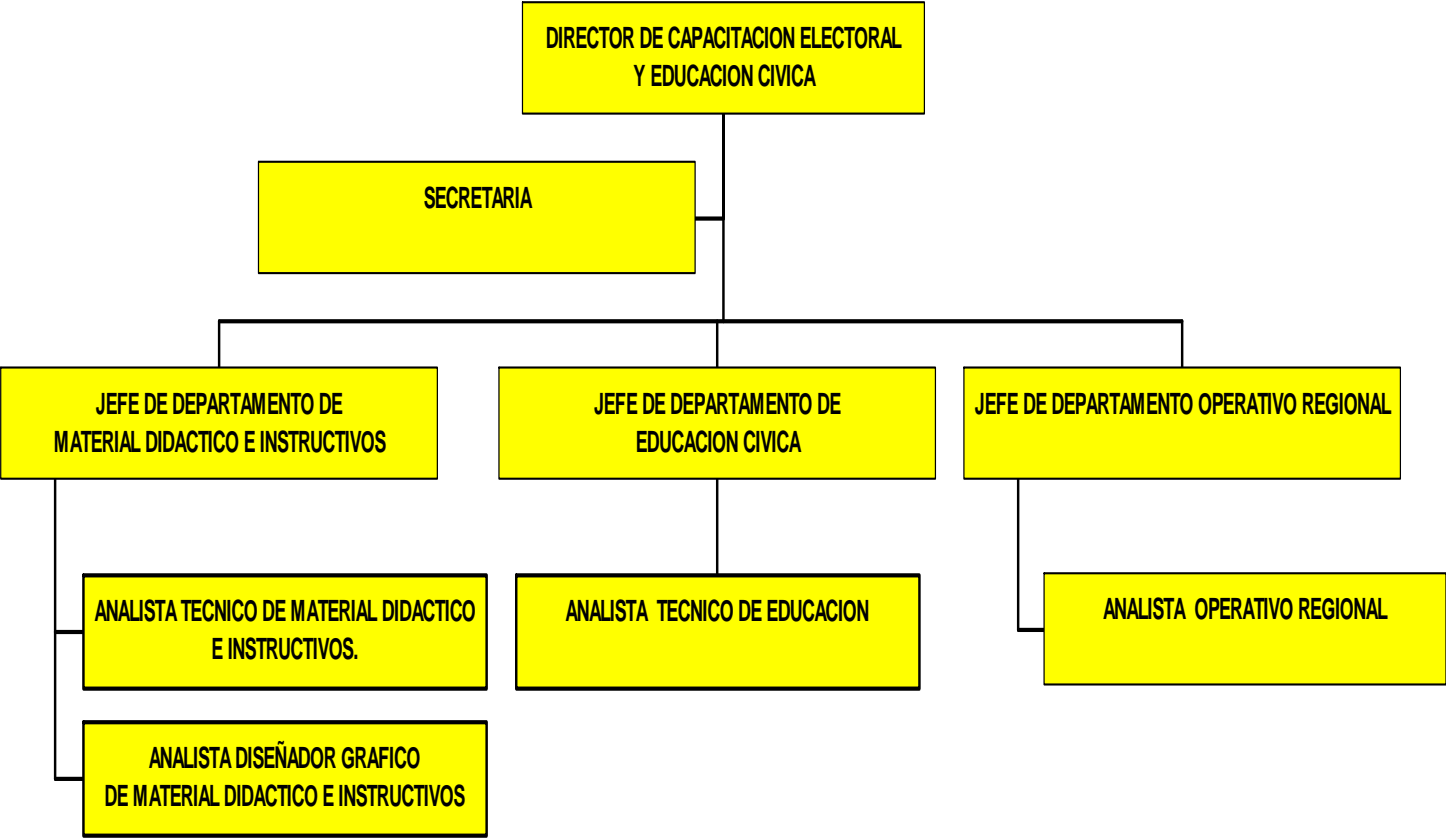 DIRECTOR DE CAPACITACION ELECTORAL
Y EDUCACION CIVICA
SECRETARIA
JEFE DE DEPARTAMENTO DE
MATERIAL DIDACTICO E INSTRUCTIVOS
JEFE DE DEPARTAMENTO DE
EDUCACION CIVICA
JEFE DE DEPARTAMENTO OPERATIVO REGIONAL
ANALISTA TECNICO DE MATERIAL DIDACTICO
E INSTRUCTIVOS.
ANALISTA TECNICO DE EDUCACION
ANALISTA OPERATIVO REGIONAL
ANALISTA DISEÑADOR GRAFICO
DE MATERIAL DIDACTICO E INSTRUCTIVOS